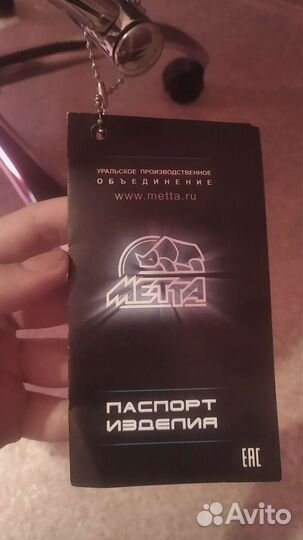 УРАЛЬСКОЕ ПРОИЗВОДСТВЕННОЕ
ОБЪЕДИНЕНИЕ
www.metta.ru
МЕТТА
ПАСПОРТ
ИЗДЕЛИЯ
EAC
Avito